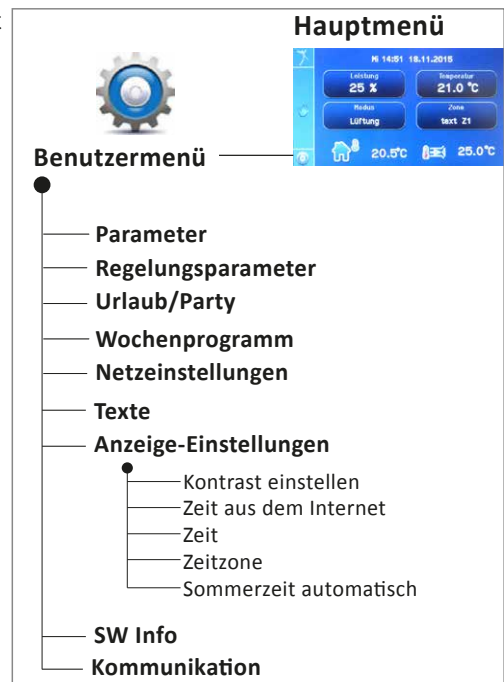 Hauptmenü
Mi 14:51 18.11.2015
Leistung
25 %
Temperatur
21.0 °C
Modus
Lüftung
Zone
text Z1
20.5°C
25.0°C
Benutzermenü
Parameter
Regelungsparameter
Urlaub/Party
Wochenprogramm
Netzeinstellungen
Texte
Anzeige-Einstellungen
Kontrast einstellen
Zeit aus dem Internet
Zeit
Zeitzone
Sommerzeit automatisch
SW Info
Kommunikation